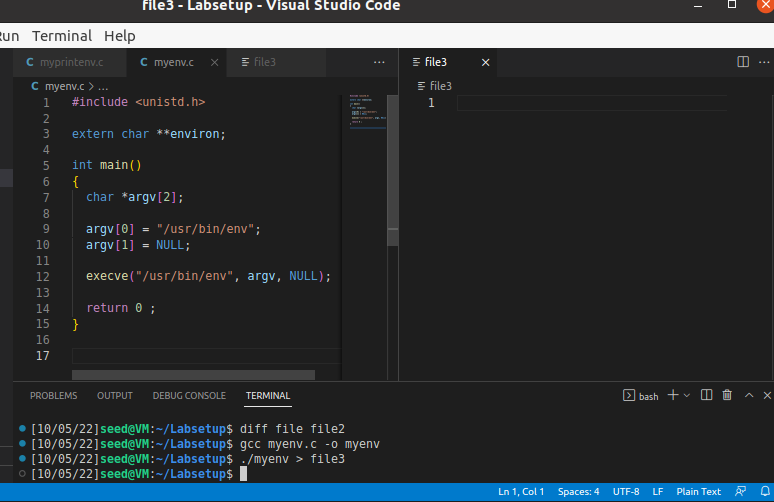 file3 - Labsetup - Visual Studio Code
Run Terminal Help
C myprintenv.c C myenv.c file3 ···
C myenv.c > ...
1 #include <unistd.h>
2
3 extern char **environ;
4
5 int main()
6 {
7 char *argv[2];
8
9 argv[0] = "/usr/bin/env";
10 argv[1] = NULL;
11
12 execve("/usr/bin/env", argv, NULL);
13
14 return 0 ;
15 }
16
17
file3 ···
file3
1
PROBLEMS OUTPUT DEBUG CONSOLE TERMINAL bash
[10/05/22]seed@VM:~/Labsetup$ diff file file2
[10/05/22]seed@VM:~/Labsetup$ gcc myenv.c -o myenv
[10/05/22]seed@VM:~/Labsetup$ ./myenv > file3
[10/05/22]seed@VM:~/Labsetup$
Ln 1, Col 1 Spaces: 4 UTF-8 LF Plain Text